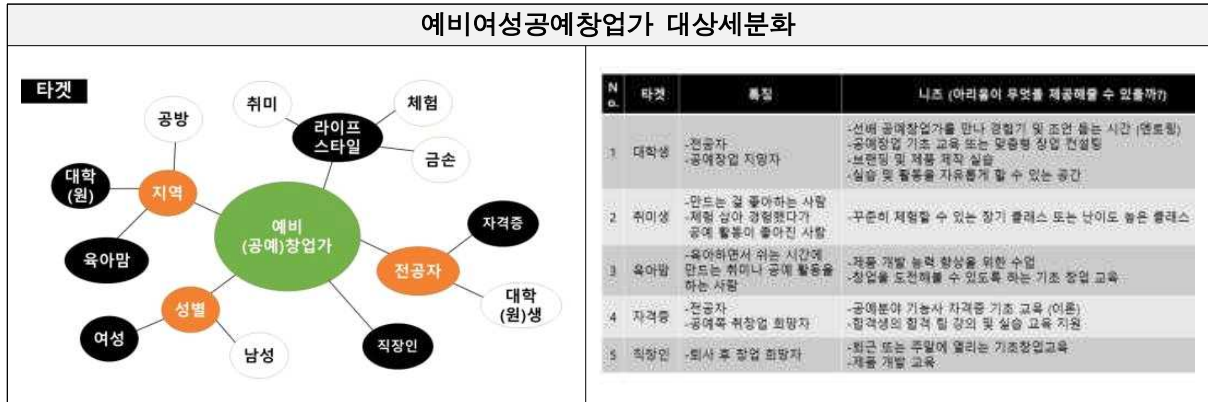 예비여성공예창업가 대상세분화
타겟
취미
체험
공방
라이프
스타일
금손
대학
(원)
지역
예비
(공예)창업가
자격증
육아맘
전공자
성별
대학
(원)생
여성
남성
직장인
No. 타겟 특징 니즈 (아리움이 무엇을 제공해줄 수 있을까?)
1 대학생
-전공자
-공예창업 지망자
-선배 공예창업가를 만나 경험기 및 조언 듣는 시간 (멘토링)
-공예창업 기초 교육 또는 맞춤형 창업 컨설팅
-브랜딩 및 제품 제작 실습
-실습 및 활동을 자유롭게 할 수 있는 공간
2 취미생
-만드는 걸 좋아하는 사람
-체험 삼아 경험했다가
공예 활동이 좋아진 사람
-꾸준히 체험할 수 있는 장기 클래스 또는 난이도 높은 클래스
3 육아맘
-육아하면서 쉬는 시간에
만드는 취미나 공예 활동을
하는 사람
-제품 개발 능력 향상을 위한 수업
-창업을 도전해볼 수 있도록 하는 기초 창업 교육
4 자격증
-전공자
-공예쪽 취창업 희망자
-공예분야 기능사 자격증 기초 교육 (이론)
-합격생의 합격 팁 강의 및 실습 교육 지원
5 직장인
-퇴사 후 창업 희망자
-퇴근 또는 주말에 열리는 기초창업교육
-제품 개발 교육